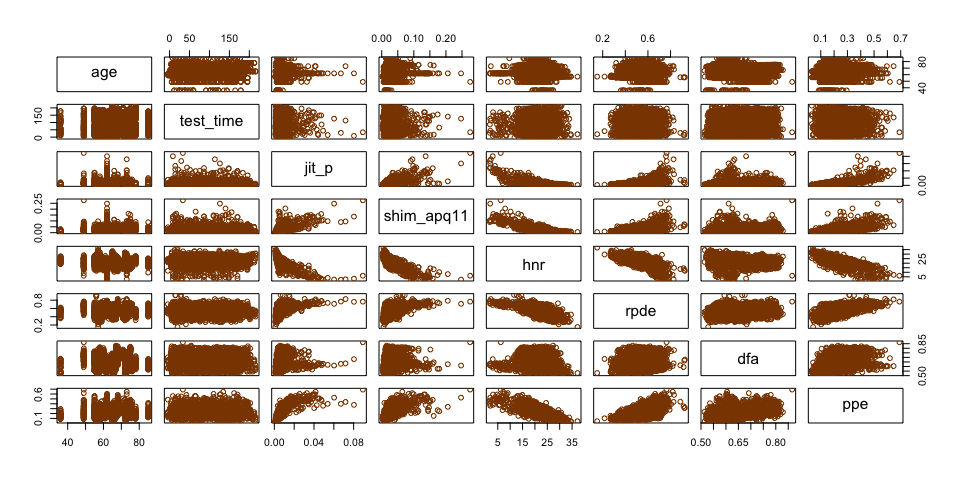 0 50 150 0.00 0.10 0.20 0.2 0.6 0.1 0.3 0.5 0.7
age 40 80
0 150 test_time
jit_p 0.00
0.00 0.25 shim_apq11
hnr 5 25
0.2 0.8 rpde
dfa 0.50 0.85
0.1 0.6 ppe
40 60 80 0.00 0.04 0.08 5 15 25 35 0.50 0.65 0.80